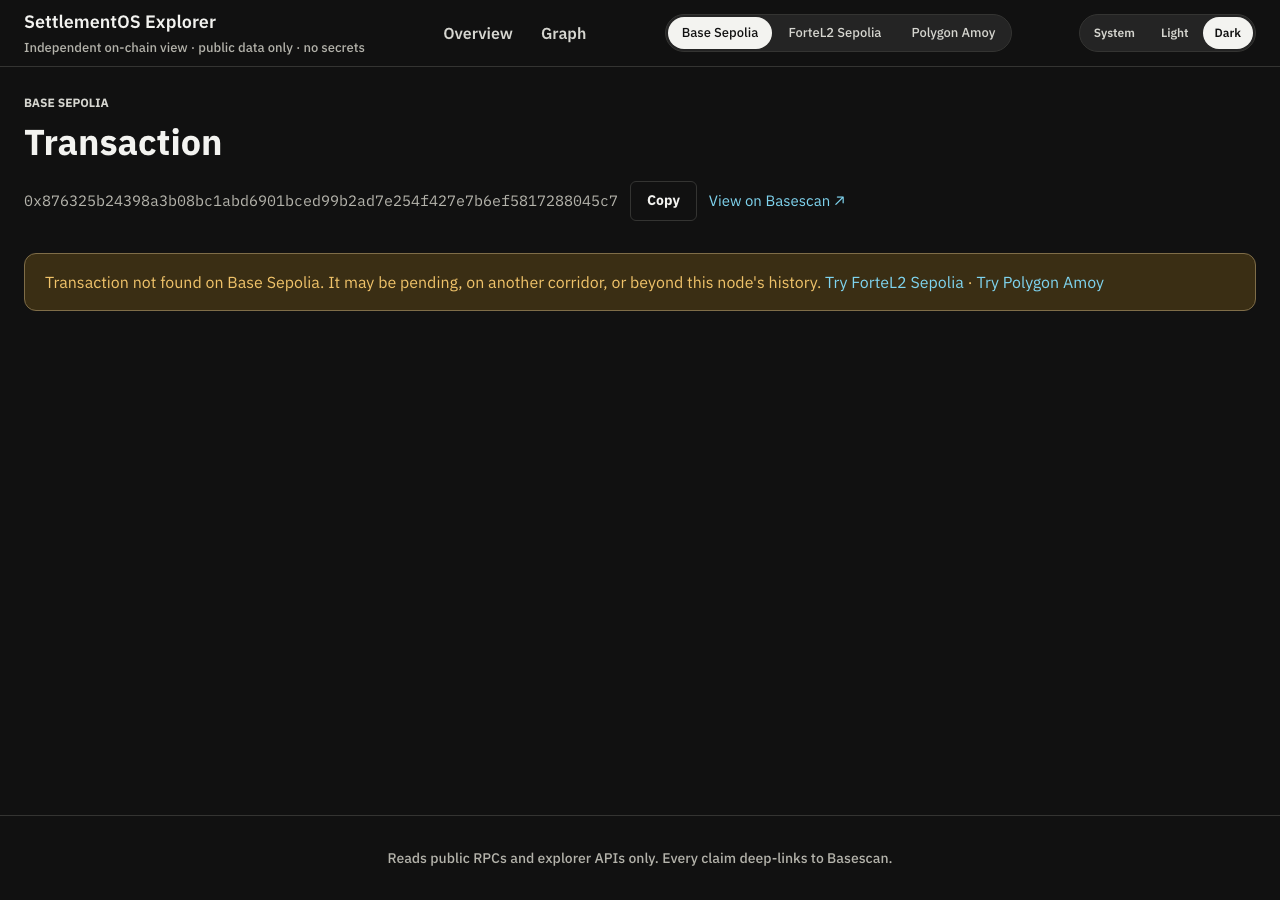 SettlementOS Explorer
Independent on-chain view · public data only · no secrets
Overview
Graph
Base Sepolia
ForteL2 Sepolia
Polygon Amoy
System
Light
Dark
BASE SEPOLIA
Transaction
0x876325b24398a3b08bc1abd6901bced99b2ad7e254f427e7b6ef5817288045c7
Copy
View on Basescan ↗
Transaction not found on Base Sepolia. It may be pending, on another corridor, or beyond this node's history. Try ForteL2 Sepolia · Try Polygon Amoy
Reads public RPCs and explorer APIs only. Every claim deep-links to Basescan.